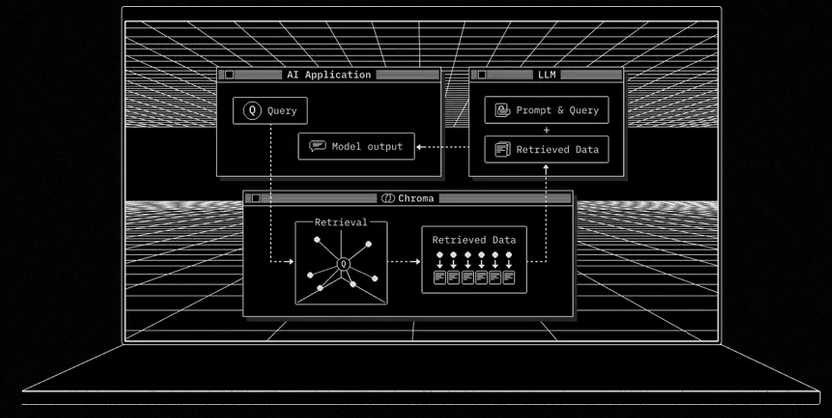 AI Application
Q Query
Model output
LLM
Prompt & Query
+
Retrieved Data
Chroma
Retrieval
Q
Retrieved Data